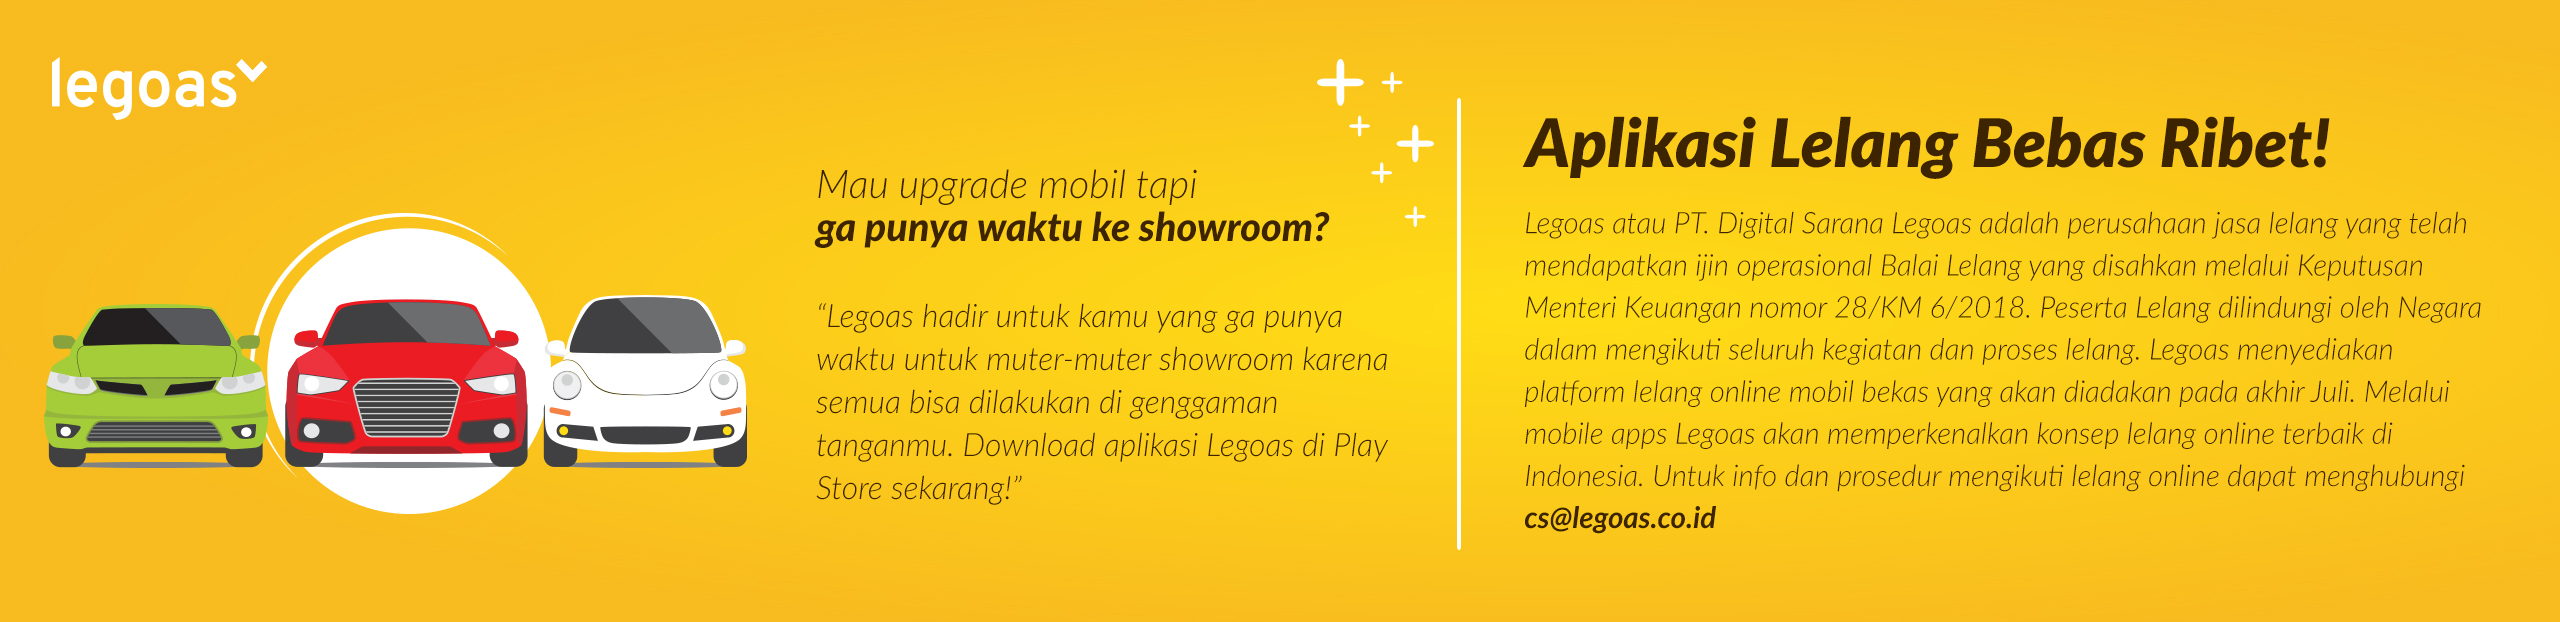 legoas
Mau upgrade mobil tapi
ga punya waktu ke showroom?
“Legoas hadir untuk kamu yang ga punya
waktu untuk muter-muter showroom karena
semua bisa dilakukan di genggaman
tanganmu. Download aplikasi Legoas di Play
Store sekarang!”
Aplikasi Lelang Bebas Ribet!
Legoas atau PT. Digital Sarana Legoas adalah perusahaan jasa lelang yang telah
mendapatkan ijin operasional Balai Lelang yang disahkan melalui Keputusan
Menteri Keuangan nomor 28/KM 6/2018. Peserta Lelang dilindungi oleh Negara
dalam mengikuti seluruh kegiatan dan proses lelang. Legoas menyediakan
platform lelang online mobil bekas yang akan diadakan pada akhir Juli. Melalui
mobile apps Legoas akan memperkenalkan konsep lelang online terbaik di
Indonesia. Untuk info dan prosedur mengikuti lelang online dapat menghubungi
cs@legoas.co.id